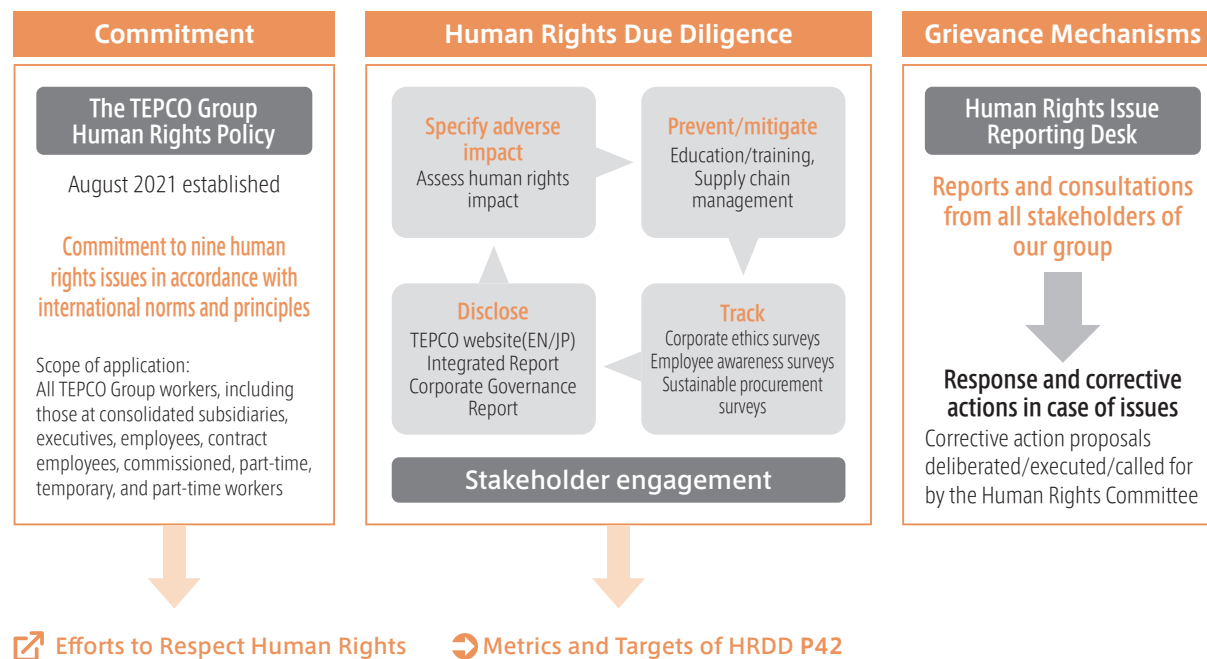 Commitment
The TEPCO Group
Human Rights Policy
August 2021 established
Commitment to nine human
rights issues in accordance with
international norms and principles
Scope of application:
All TEPCO Group workers, including
those at consolidated subsidiaries,
executives, employees, contract
employees, commissioned, part-time,
temporary, and part-time workers
Efforts to Respect Human Rights
Human Rights Due Diligence
Specify adverse
impact
Assess human rights
impact
Prevent/mitigate
Education/training,
Supply chain
management
Track
Corporate ethics surveys
Employee awareness surveys
Sustainable procurement
surveys
Disclose
TEPCO website(EN/JP)
Integrated Report
Corporate Governance
Report
Stakeholder engagement
Metrics and Targets of HRDD P42
Grievance Mechanisms
Human Rights Issue
Reporting Desk
Reports and consultations
from all stakeholders of
our group
Response and corrective
actions in case of issues
Corrective action proposals
deliberated/executed/called for
by the Human Rights Committee